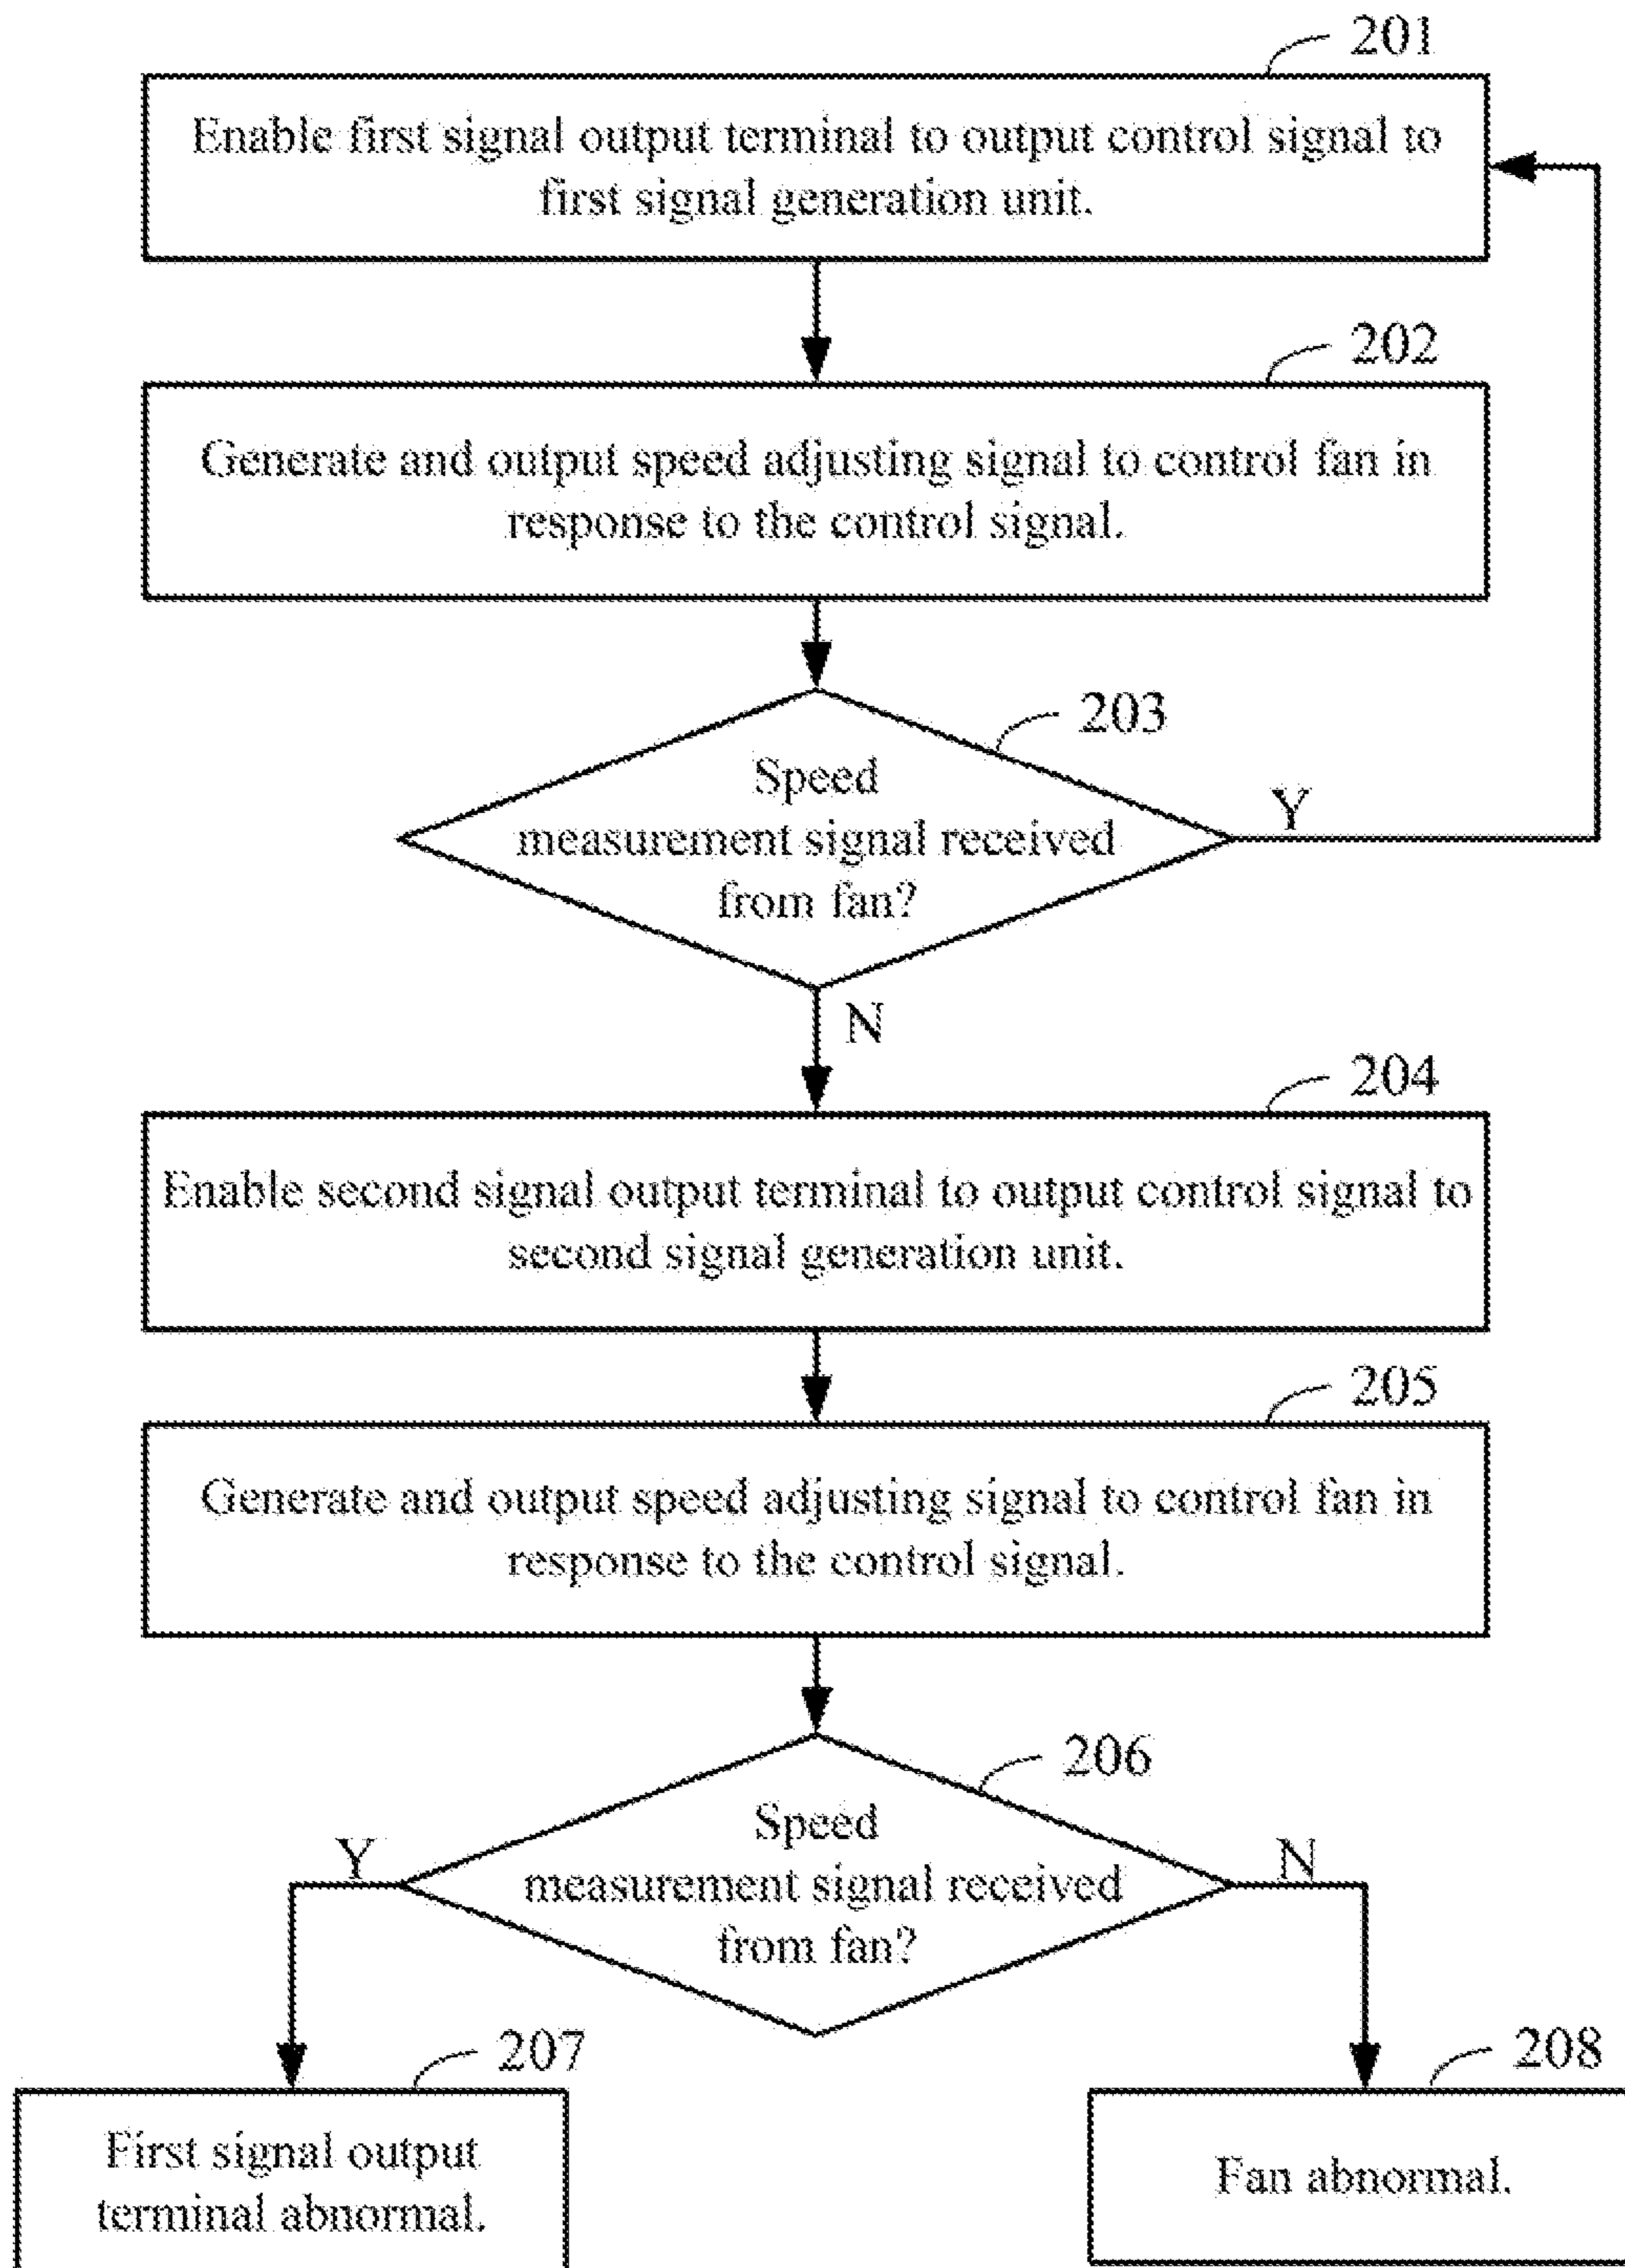 201
Enable first signal output terminal to output control signal to
first signal generation unit.
202
Generate and output speed adjusting signal to control fan in
response to the control signal.
203
Speed
measurement signal received
from fan?
Y
N
204
Enable second signal output terminal to output control signal to
second signal generation unit.
205
Generate and output speed adjusting signal to control fan in
response to the control signal.
206
Speed
measurement signal received
from fan?
Y
N
207
First signal output
terminal abnormal.
208
Fan abnormal.